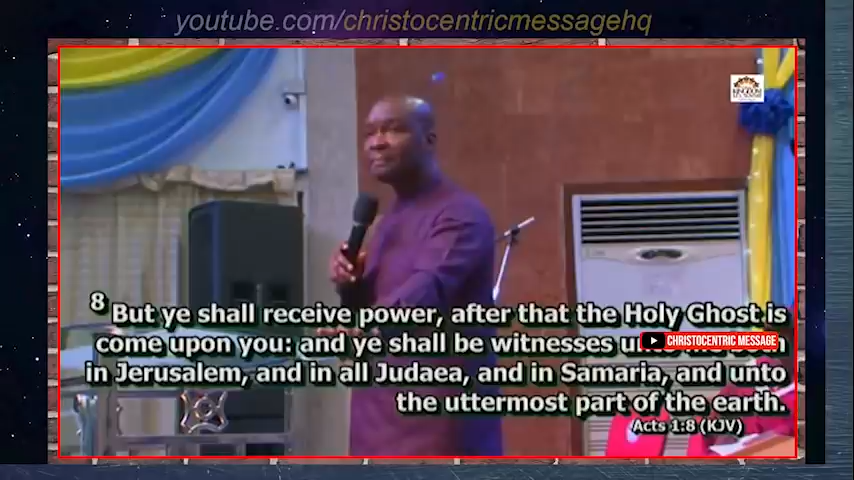 youtube.com/christocentricmessagehq
KINGDOM
8 But ye shall receive power, after that the Holy Ghost is
come upon you: and ye shall be witnesses
CHRISTOCENTRIC MESSAGE
in Jerusalem, and in all Judaea, and in Samaria, and unto
the uttermost part of the earth.
Acts 1:8 (KJV)